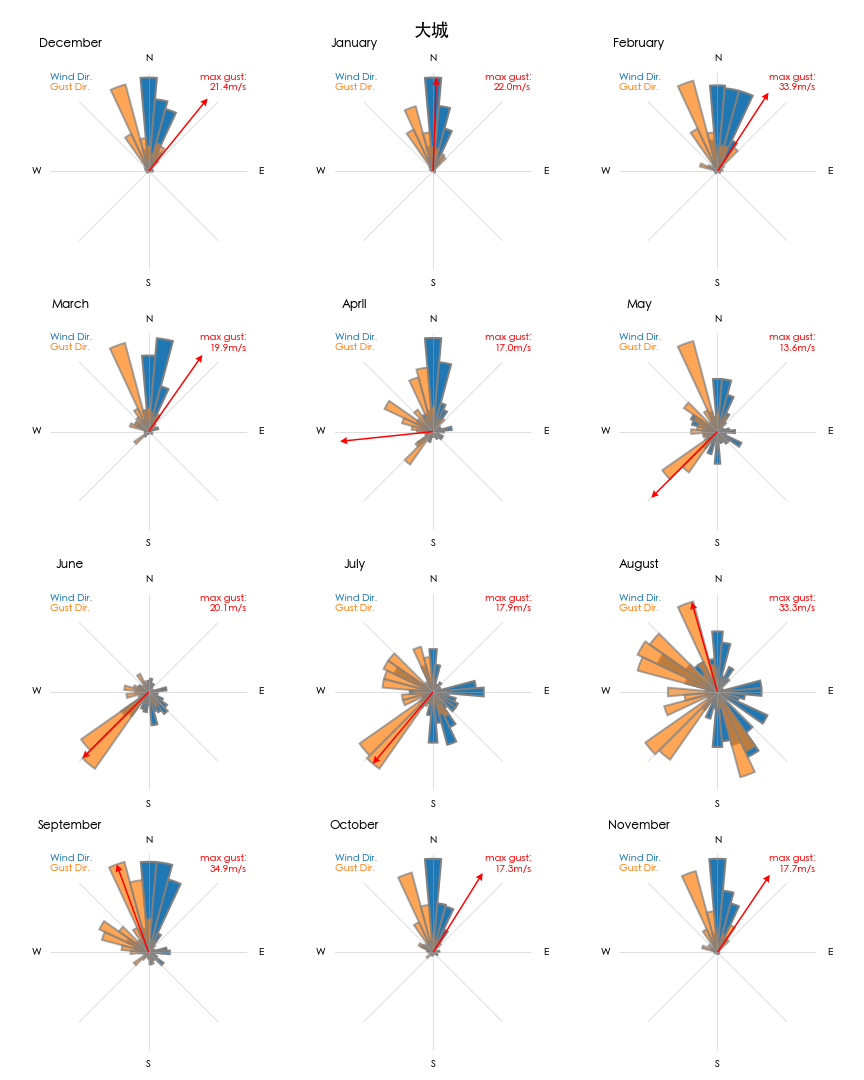 大城
December
January
February
N
N
N
Wind Dir.
Gust Dir.
max gust:
21.4m/s
Wind Dir.
Gust Dir.
max gust:
22.0m/s
Wind Dir.
Gust Dir.
max gust:
33.9m/s
W
E
W
E
W
E
S
S
S
March
April
May
N
N
N
Wind Dir.
Gust Dir.
max gust:
19.9m/s
Wind Dir.
Gust Dir.
max gust:
17.0m/s
Wind Dir.
Gust Dir.
max gust:
13.6m/s
W
E
W
E
W
E
S
S
S
June
July
August
N
N
N
Wind Dir.
Gust Dir.
max gust:
20.1m/s
Wind Dir.
Gust Dir.
max gust:
17.9m/s
Wind Dir.
Gust Dir.
max gust:
33.3m/s
W
E
W
E
W
E
S
S
S
September
October
November
N
N
N
Wind Dir.
Gust Dir.
max gust:
34.9m/s
Wind Dir.
Gust Dir.
max gust:
17.3m/s
Wind Dir.
Gust Dir.
max gust:
17.7m/s
W
E
W
E
W
E
S
S
S